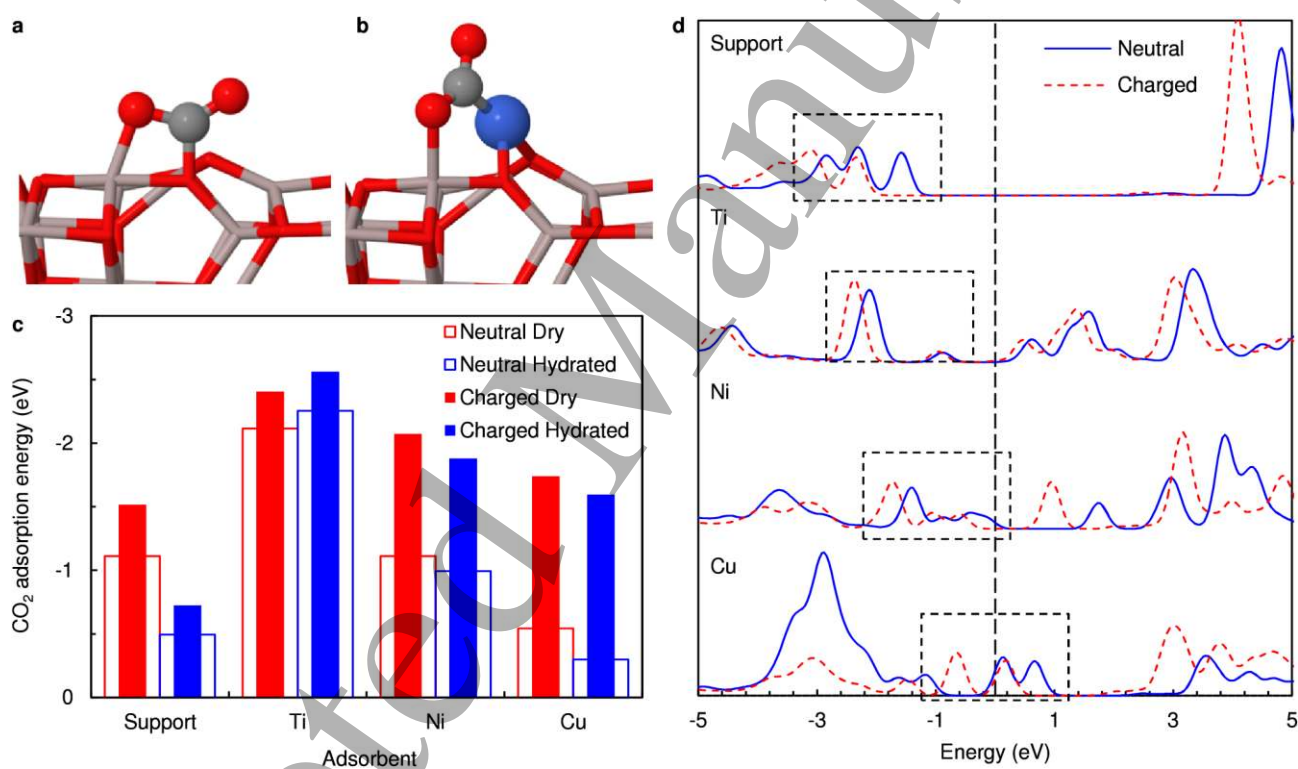 a
b
c
-3
-2
-1
0
CO2 adsorption energy (eV)
Neutral Dry
Neutral Hydrated
Charged Dry
Charged Hydrated
Support
Ti
Ni
Cu
Adsorbent
d
Support
Neutral
Charged
Ti
Ni
Cu
-5
-3
-1
1
3
5
Energy (eV)